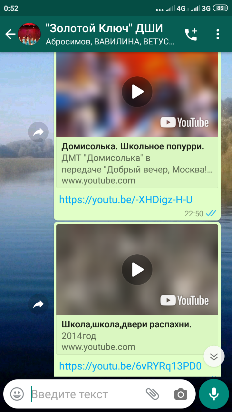 0:52
4G
3G
89
"Золотой Ключ" ДШИ
Абросимов, ВАВИЛИНА, ВЕТУС...
YouTube
Домисолька. Школьное попурри.
ДМТ "Домисолька" в
передаче "Добрый вечер, Москва!...
www.youtube.com
https://youtu.be/-XHDigz-H-U
22:50
YouTube
Школа,школа,двери распахни.
2014год
www.youtube.com
https://youtu.be/6vRYRq13PD0
Введите текст